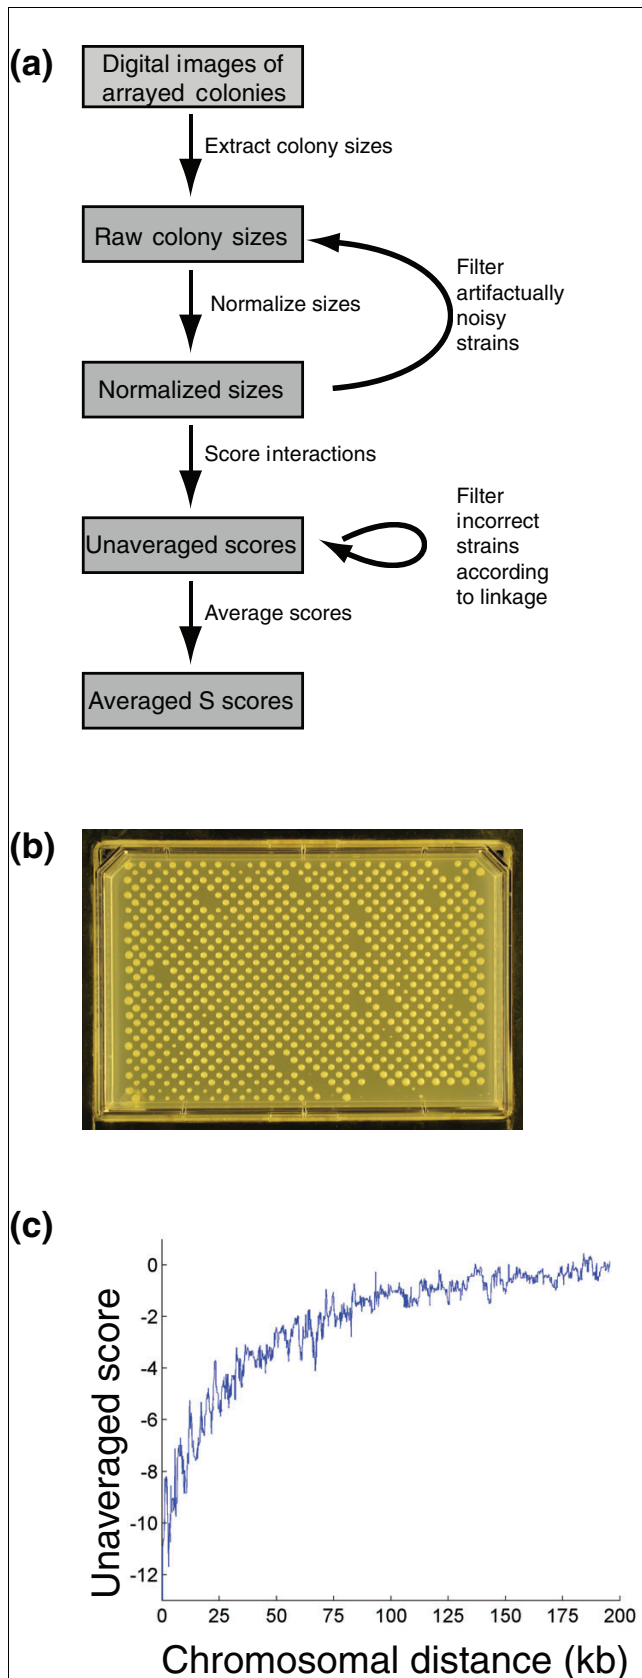 (a)
Digital images of
arrayed colonies
Extract colony sizes
Raw colony sizes
Filter
artifactually
noisy
strains
Normalize sizes
Normalized sizes
Score interactions
Filter
incorrect
strains
according
to linkage
Unaveraged scores
Average scores
Averaged S scores
(b)
(c)
Unaveraged score
0
-2
-4
-6
-8
-10
-12
0 25 50 75 100 125 150 175 200
Chromosomal distance (kb)